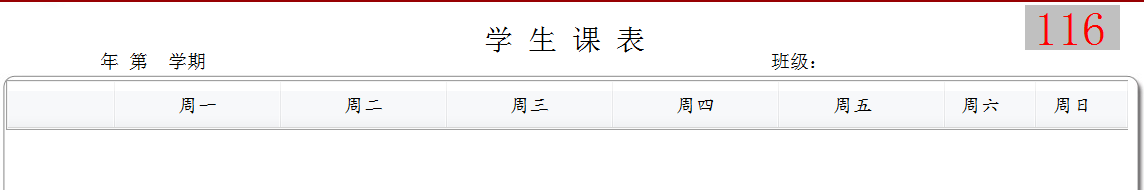 学 生 课 表
116
年 第 学期 班级：
周一 周二 周三 周四 周五 周六 周日